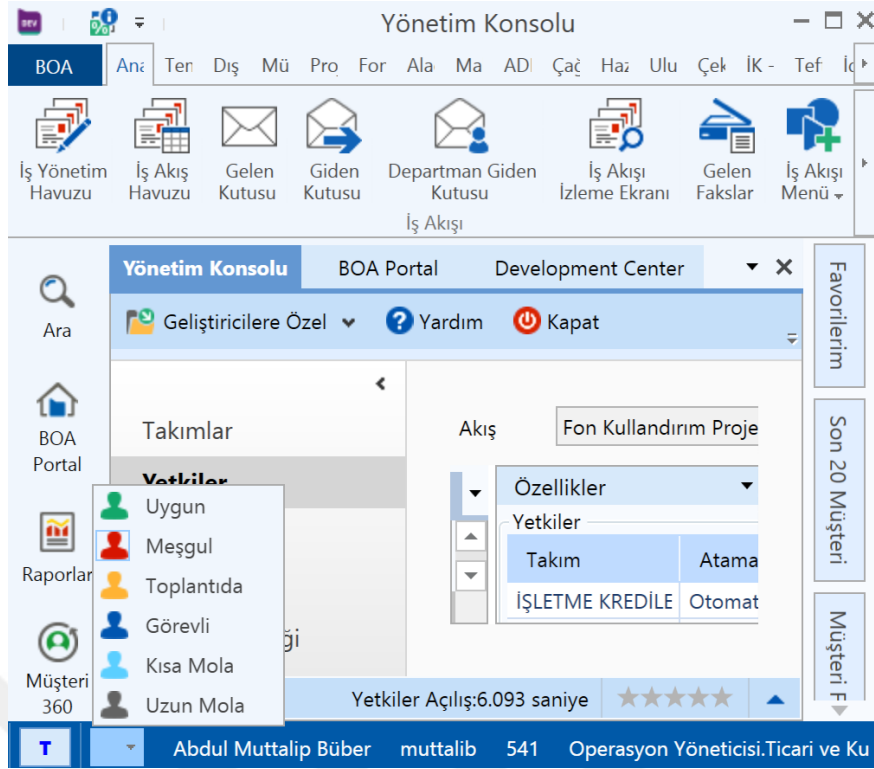 DEV
Yönetim Konsolu
BOA Ana Ten Dış Mü Pro For Ala Ma ADI Çağ Haz Ulu Çek İK - Tef
İş Yönetim Havuzu
İş Akış Havuzu
Gelen Kutusu
Giden Kutusu
Departman Giden Kutusu
İş Akışı İzleme Ekranı
Gelen Fakslar
İş Akışı Menü
İş Akışı
Ara
BOA Portal
Raporlar
Müşteri 360
Yönetim Konsolu BOA Portal Development Center
Geliştiricilere Özel Yardım Kapat
Takımlar
Yetkiler
Akış Fon Kullandırım Proje
Özellikler
Yetkiler
Takım Atama
İŞLETME KREDİLE Otomat
Uygun
Meşgul
Toplantıda
Görevli
Kısa Mola
Uzun Mola
ği
Yetkiler Açılış:6.093 saniye
Favorilerim
Son 20 Müşteri
Müşteri F
T Abdul Muttalip Büber muttalib 541 Operasyon Yöneticisi.Ticari ve Ku